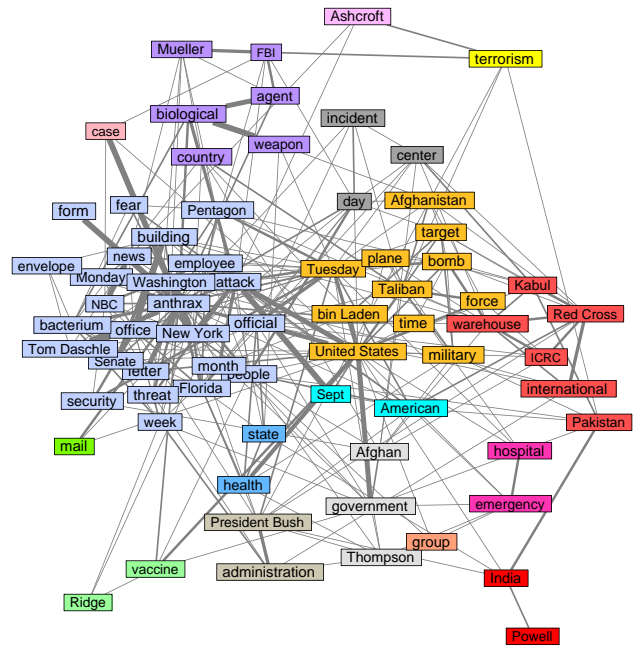 Ashcroft
Mueller
FBI
terrorism
agent
biological
incident
case
weapon
center
country
form
fear
Pentagon
day
Afghanistan
building
target
news
employee
plane
bomb
envelope
Monday
Washington
attack
Tuesday
Taliban
Kabul
NBC
anthrax
force
bin Laden
Red Cross
bacterium
office
New York
official
time
warehouse
Tom Daschle
Senate
United States
military
ICRC
letter
month
people
security
threat
Florida
Sept
international
American
week
Pakistan
mail
state
Afghan
hospital
health
government
emergency
President Bush
group
Thompson
vaccine
administration
India
Ridge
Powell